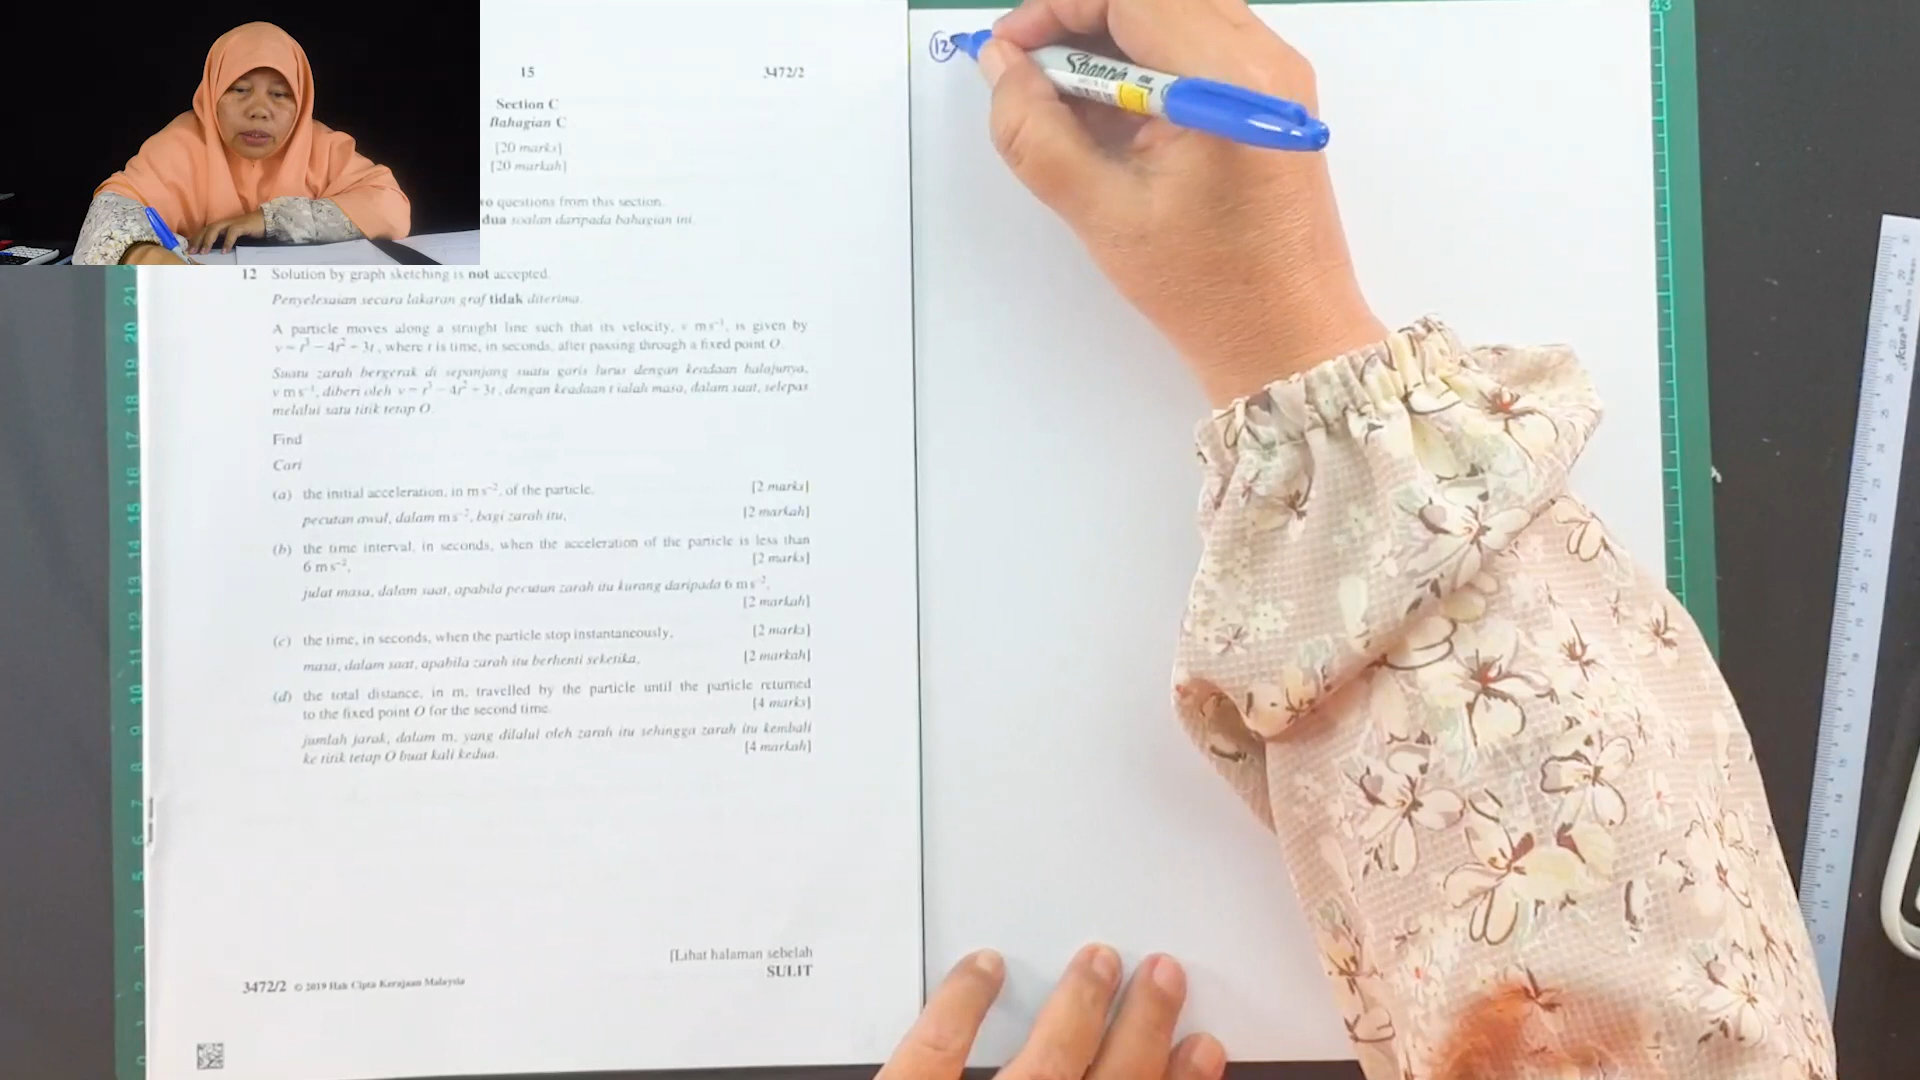 15 3472/2
Section C
Bahagian C
[20 marks]
[20 markah]
questions from this section.
dua soalan daripada bahagian ini.
12 Solution by graph sketching is not accepted.
Penyelesaian secara lakaran graf tidak diterima.
A particle moves along a straight line such that its velocity, v m s⁻¹, is given by
v = t³ − 4t² + 3t, where t is time, in seconds, after passing through a fixed point O.
Suatu zarah bergerak di sepanjang suatu garis lurus dengan keadaan halajunya,
v m s⁻¹, diberi oleh v = t³ − 4t² + 3t, dengan keadaan t ialah masa, dalam saat, selepas
melalui satu titik tetap O.
Find
Cari
(a) the initial acceleration, in m s⁻², of the particle. [2 marks]
pecutan awal, dalam m s⁻², bagi zarah itu, [2 markah]
(b) the time interval, in seconds, when the acceleration of the particle is less than
6 m s⁻², [2 marks]
julat masa, dalam saat, apabila pecutan zarah itu kurang daripada 6 m s⁻²,
[2 markah]
(c) the time, in seconds, when the particle stop instantaneously, [2 marks]
masa, dalam saat, apabila zarah itu berhenti seketika, [2 markah]
(d) the total distance, in m, travelled by the particle until the particle returned
to the fixed point O for the second time. [4 marks]
jumlah jarak, dalam m, yang dilalui oleh zarah itu sehingga zarah itu kembali
ke titik tetap O buat kali kedua. [4 markah]
[Lihat halaman sebelah
SULIT
3472/2 © 2019 Hak Cipta Kerajaan Malaysia
12
Sharpie